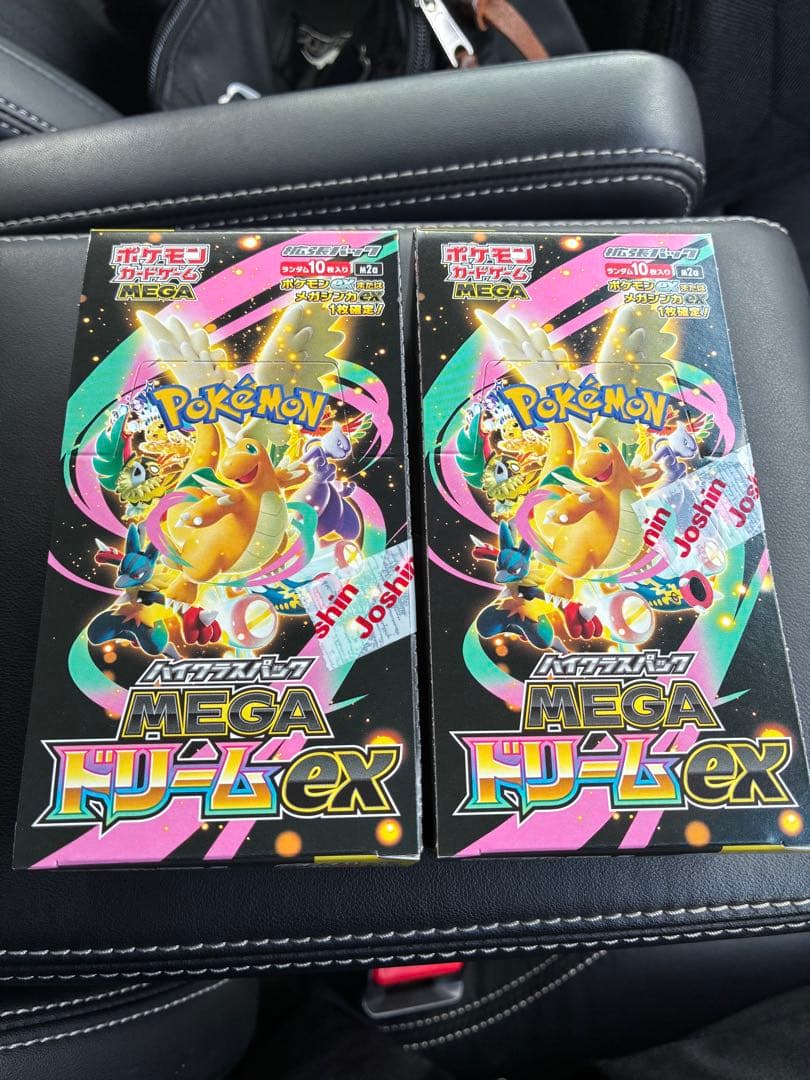 ポケモン
カードゲーム
MEGA
拡張パック
ランダム10枚入り
M2a
ポケモンexまたは
メガシンカex
1枚確定!
POKéMON
shin
Joshin
ハイクラスパック
MEGA
ドリームex
ポケモン
カードゲーム
MEGA
拡張パック
ランダム10枚入り
M2a
ポケモンexまたは
メガシンカex
1枚確定!
POKéMON
nin
Joshin
Jos
ハイクラスパック
MEGA
ドリームex